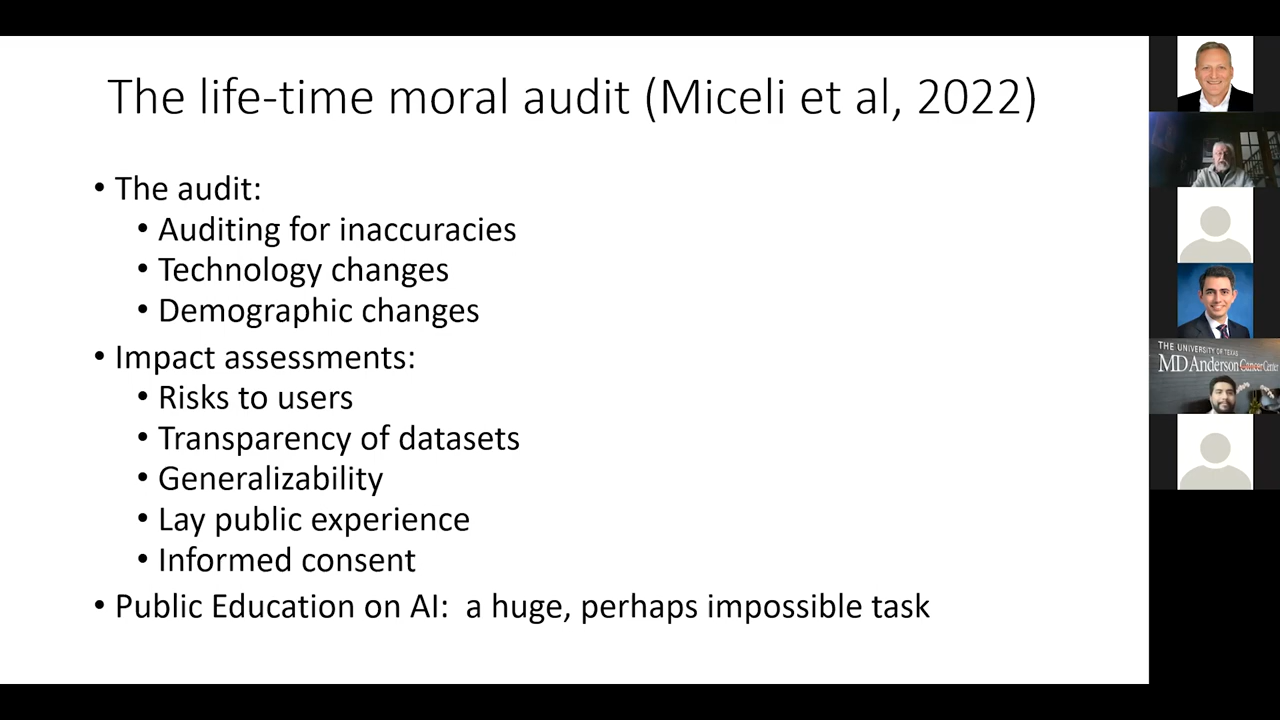 The life-time moral audit (Miceli et al, 2022)
• The audit:
• Auditing for inaccuracies
• Technology changes
• Demographic changes
• Impact assessments:
• Risks to users
• Transparency of datasets
• Generalizability
• Lay public experience
• Informed consent
• Public Education on AI:  a huge, perhaps impossible task
THE UNIVERSITY OF TEXAS
MD Anderson Cancer Center